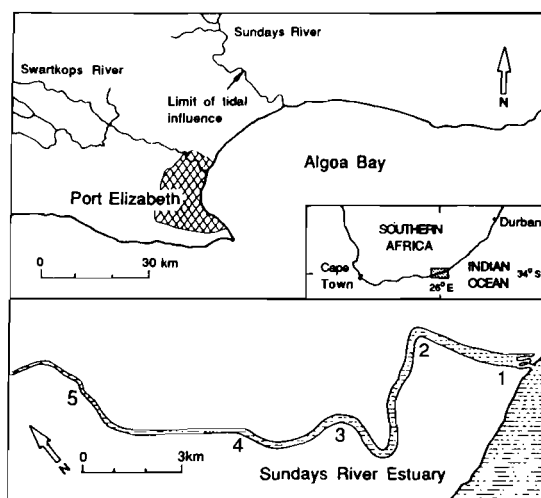 Sundays River
Swartkops River
Limit of tidal
influence
N
Algoa Bay
Port Elizabeth
0 30 km
SOUTHERN
AFRICA
Durban
Cape
Town
26° E
INDIAN
OCEAN
34° S
1
2
3
4
5
N
0 3km
Sundays River Estuary